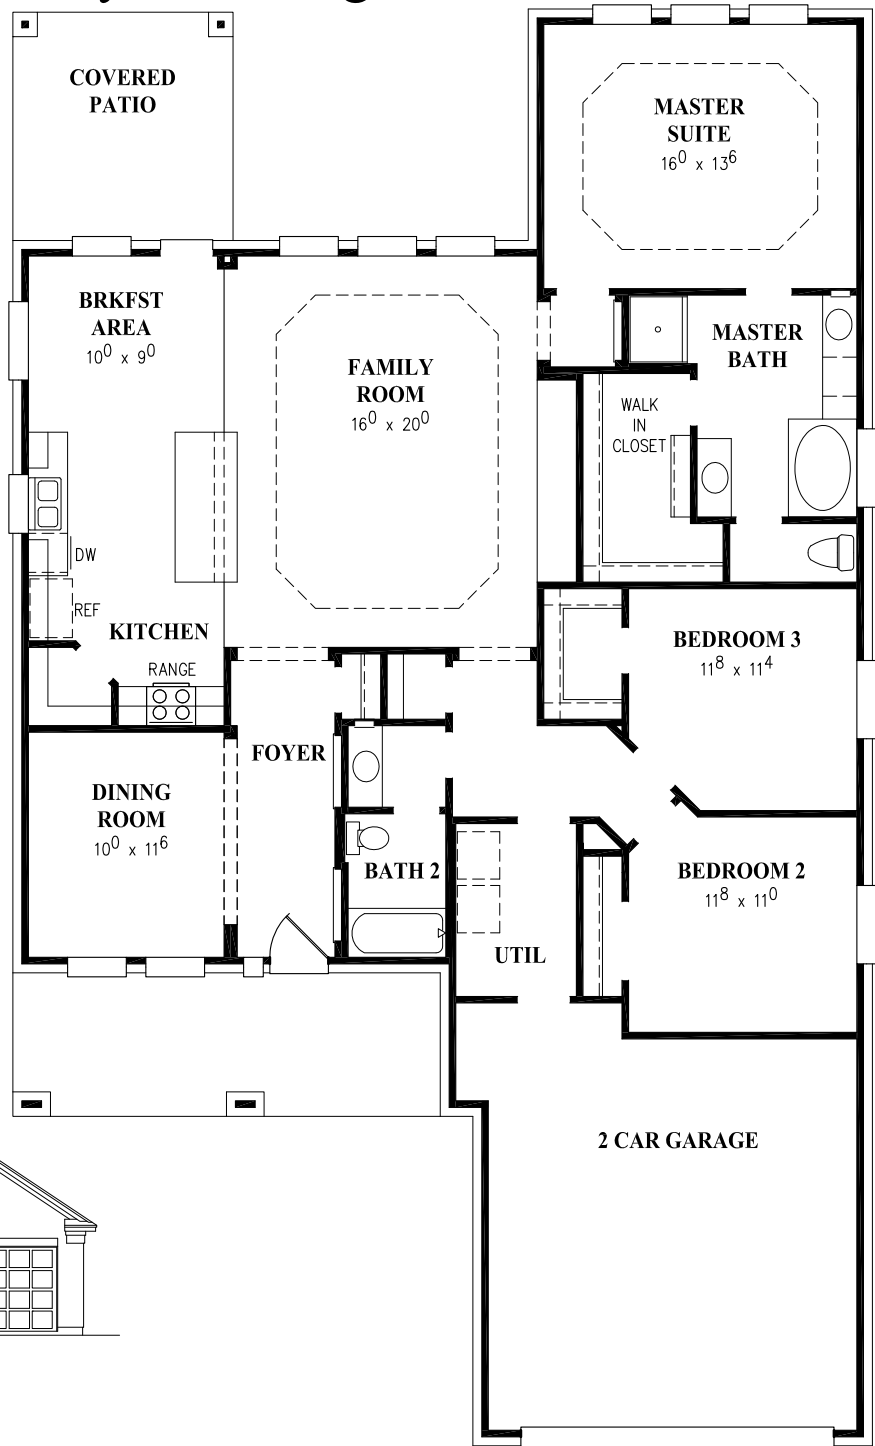 COVERED
PATIO
MASTER
SUITE
16⁰ x 13⁶
BRKFST
AREA
10⁰ x 9⁰
FAMILY
ROOM
16⁰ x 20⁰
MASTER
BATH
WALK
IN
CLOSET
DW
REF
KITCHEN
RANGE
BEDROOM 3
11⁸ x 11⁴
FOYER
DINING
ROOM
10⁰ x 11⁶
BATH 2
BEDROOM 2
11⁸ x 11⁰
UTIL
2 CAR GARAGE